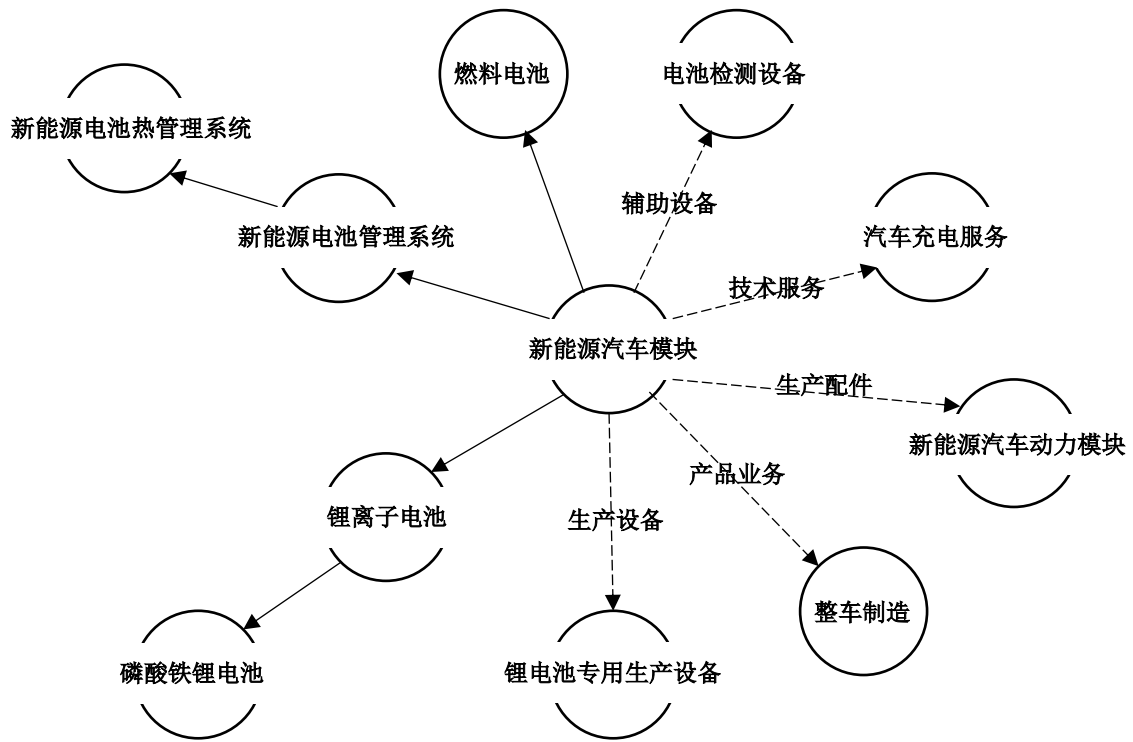 燃料电池
电池检测设备
新能源电池热管理系统
辅助设备
新能源电池管理系统
汽车充电服务
技术服务
新能源汽车模块
生产配件
新能源汽车动力模块
产品业务
锂离子电池
生产设备
整车制造
磷酸铁锂电池
锂电池专用生产设备